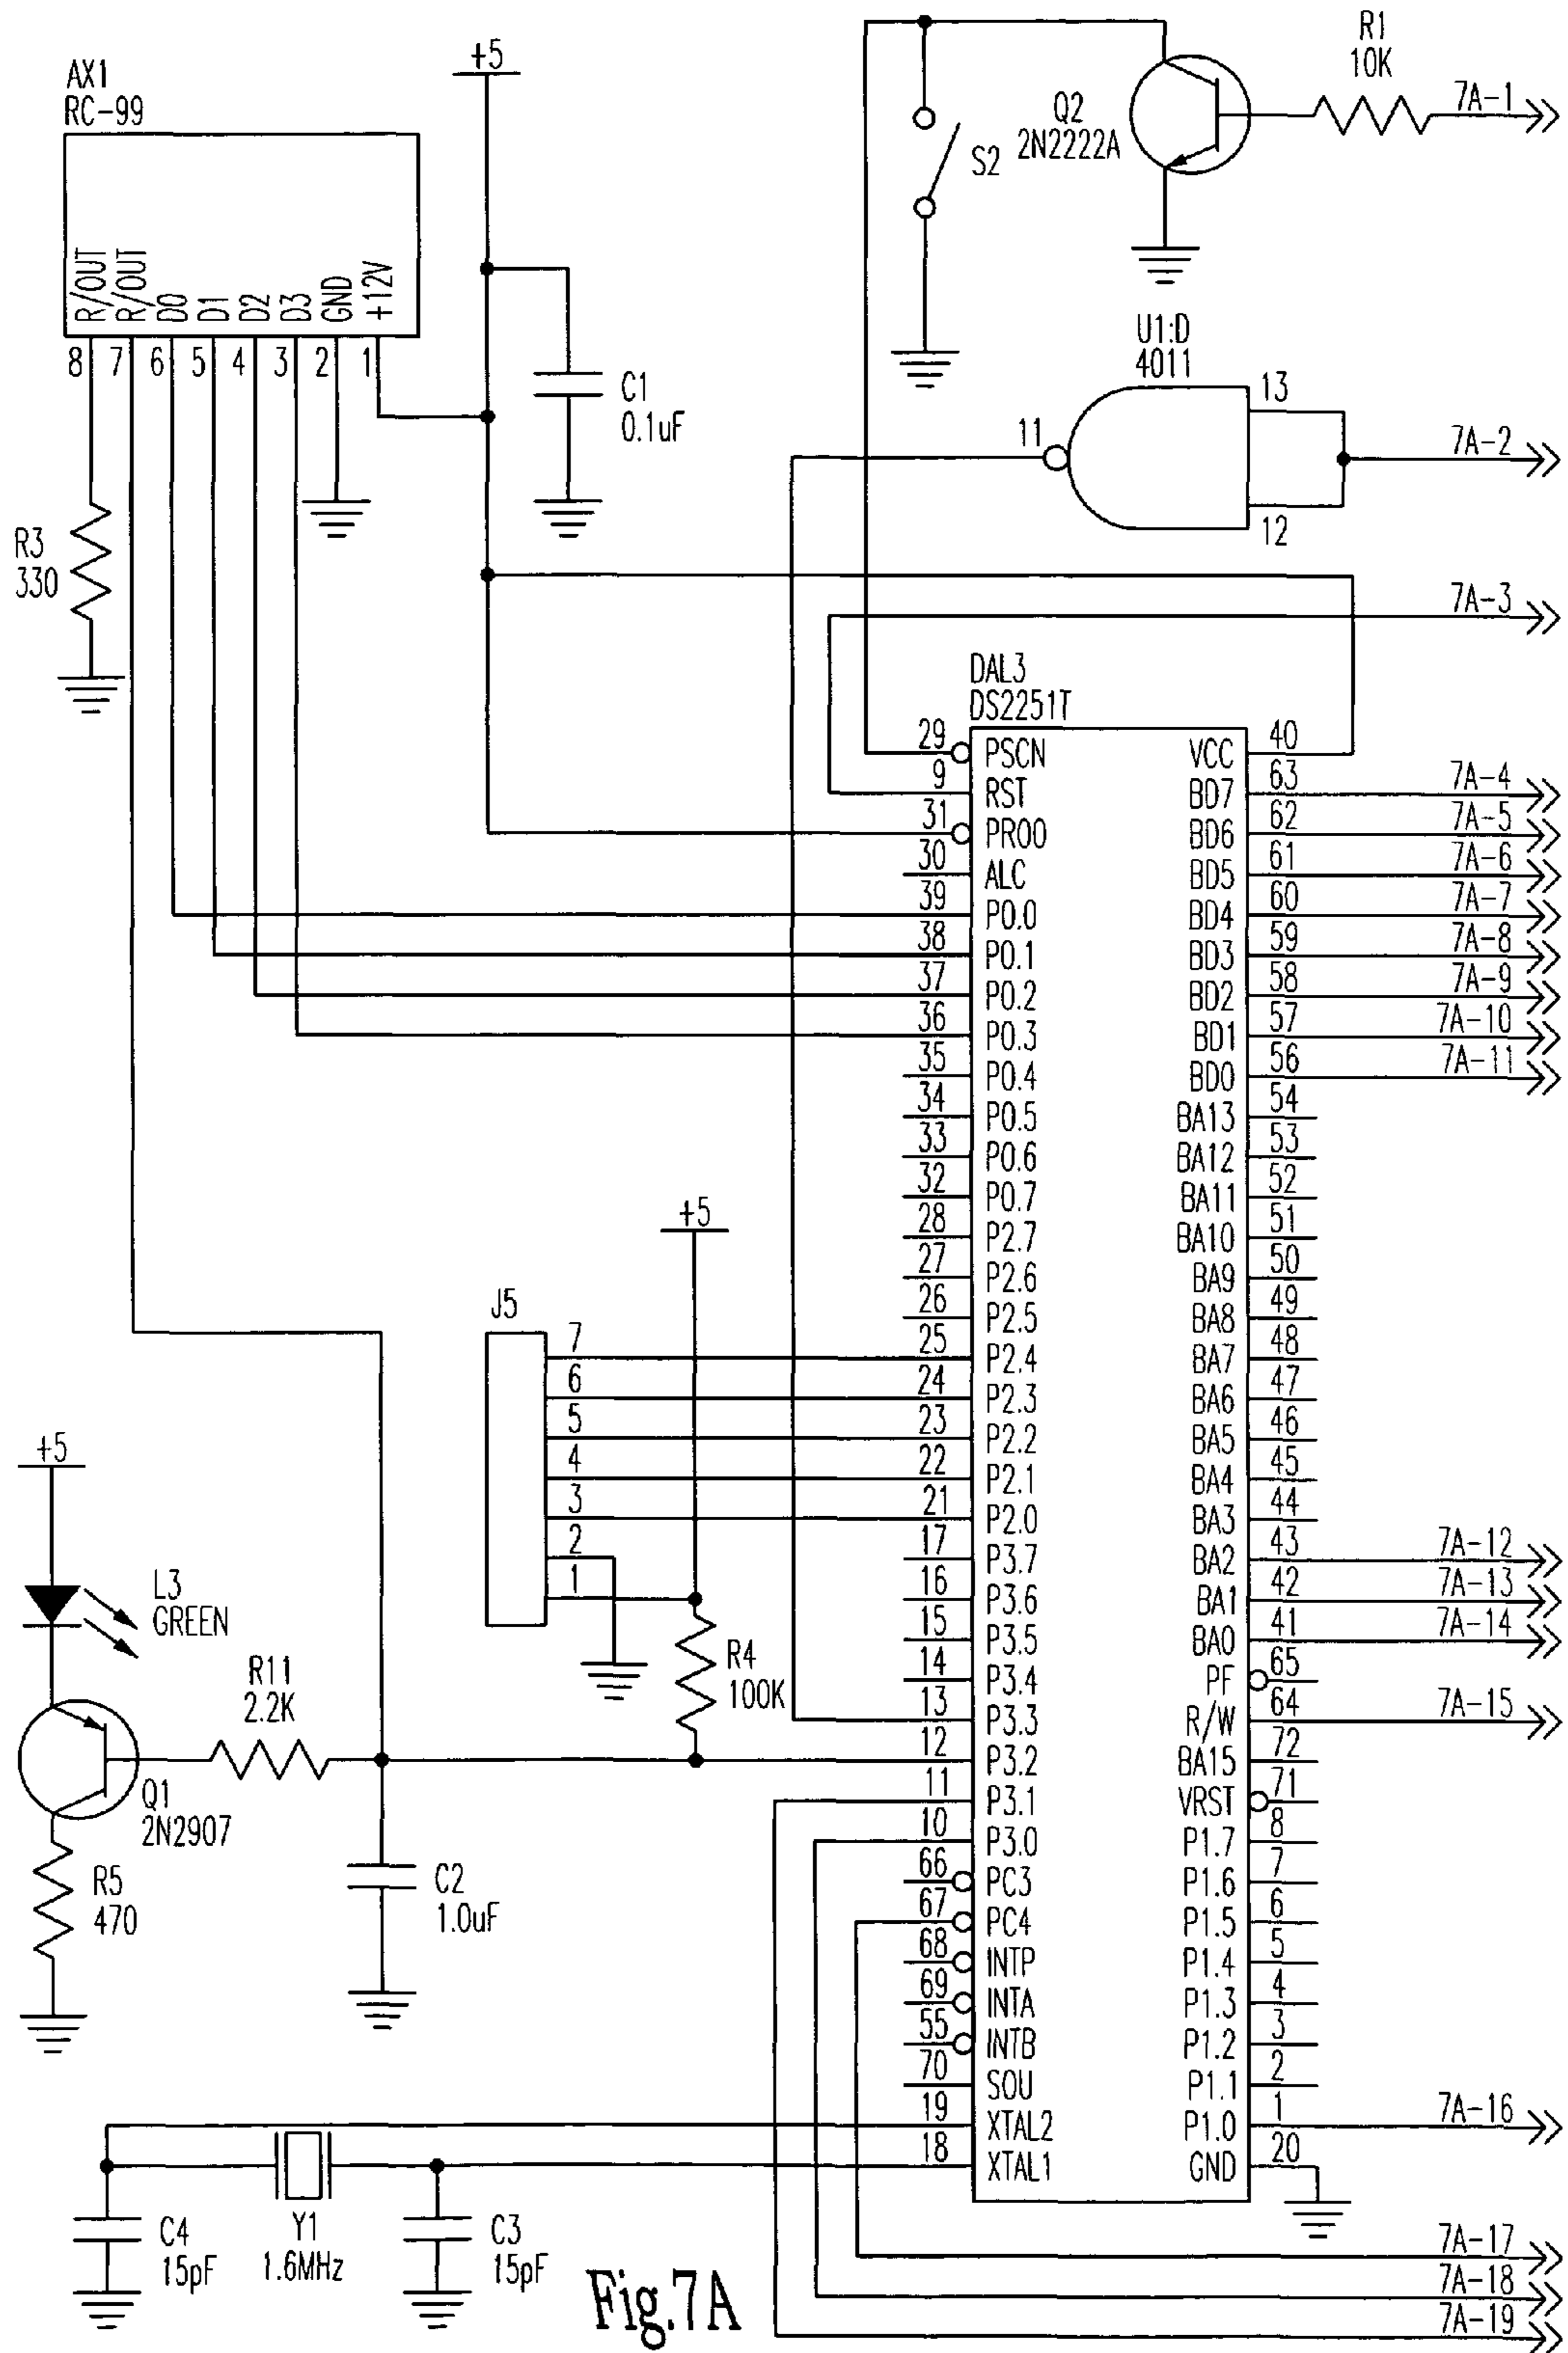 AX1
RC-99
R/OUT
R/OUT
D0
D1
D2
D3
GND
+12V
8
7
6
5
4
3
2
1
+5
C1
0.1uF
R3
330
S2
Q2
2N2222A
R1
10K
7A-1
U1:D
4011
11
13
12
7A-2
7A-3
DAL3
DS2251T
29 PSCN VCC 40
9 RST BD7 63 7A-4
31 PROO BD6 62 7A-5
30 ALC BD5 61 7A-6
39 P0.0 BD4 60 7A-7
38 P0.1 BD3 59 7A-8
37 P0.2 BD2 58 7A-9
36 P0.3 BD1 57 7A-10
35 P0.4 BD0 56 7A-11
34 P0.5 BA13 54
33 P0.6 BA12 53
32 P0.7 BA11 52
28 P2.7 BA10 51
27 P2.6 BA9 50
26 P2.5 BA8 49
25 P2.4 BA7 48
24 P2.3 BA6 47
23 P2.2 BA5 46
22 P2.1 BA4 45
21 P2.0 BA3 44
17 P3.7 BA2 43 7A-12
16 P3.6 BA1 42 7A-13
15 P3.5 BA0 41 7A-14
14 P3.4 PF 65
13 P3.3 R/W 64 7A-15
12 P3.2 BA15 72
11 P3.1 VRST 71
10 P3.0 P1.7 8
66 PC3 P1.6 7
67 PC4 P1.5 6
68 INTP P1.4 5
69 INTA P1.3 4
55 INTB P1.2 3
70 SOU P1.1 2
19 XTAL2 P1.0 1 7A-16
18 XTAL1 GND 20
+5
J5
7
6
5
4
3
2
1
R4
100K
+5
L3
GREEN
R11
2.2K
Q1
2N2907
R5
470
C2
1.0uF
C4
15pF
Y1
1.6MHz
C3
15pF
7A-17
7A-18
7A-19
Fig.7A